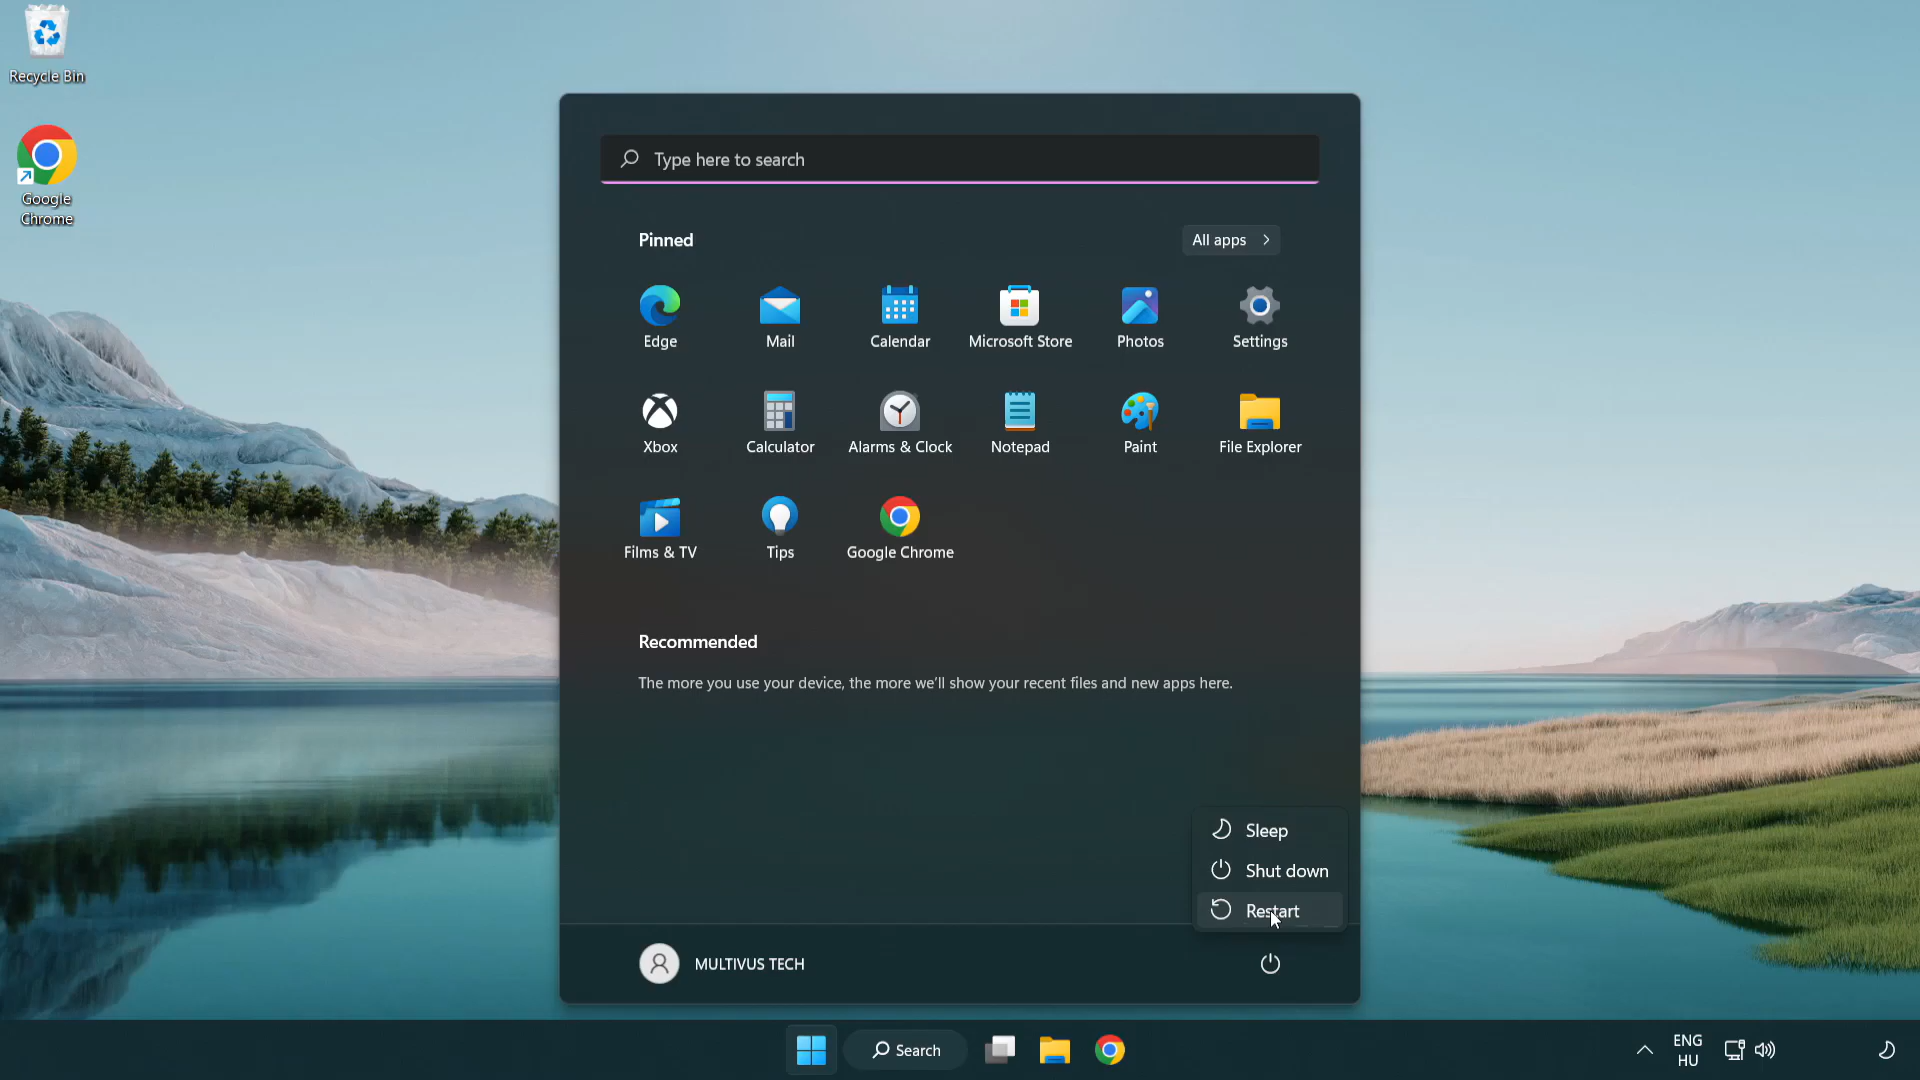 Recycle Bin
Google
Chrome
Type here to search
Pinned
All apps
Edge
Mail
Calendar
Microsoft Store
Photos
Settings
Xbox
Calculator
Alarms & Clock
Notepad
Paint
File Explorer
Films & TV
Tips
Google Chrome
Recommended
The more you use your device, the more we'll show your recent files and new apps here.
Sleep
Shut down
Restart
MULTIVUS TECH
Search
ENG
HU